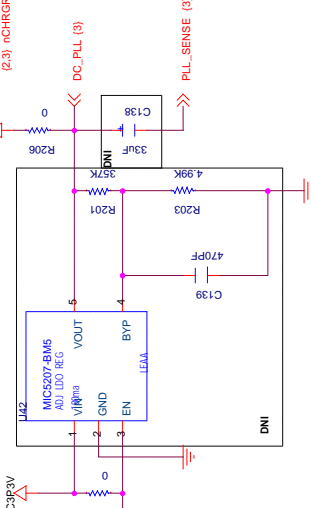 {2,3} nCHRGR
DC_PLL {3}
PLL_SENSE {3}
0
R206
C138
33uF
DNI
357K
R201
4.99K
R203
470PF
C139
5
4
VOUT
BYP
MIC5207-BM5
ADJ LDO REG
LEAA
VIN
GND
EN
U42
1
2
3
DNI
0
C3P3V